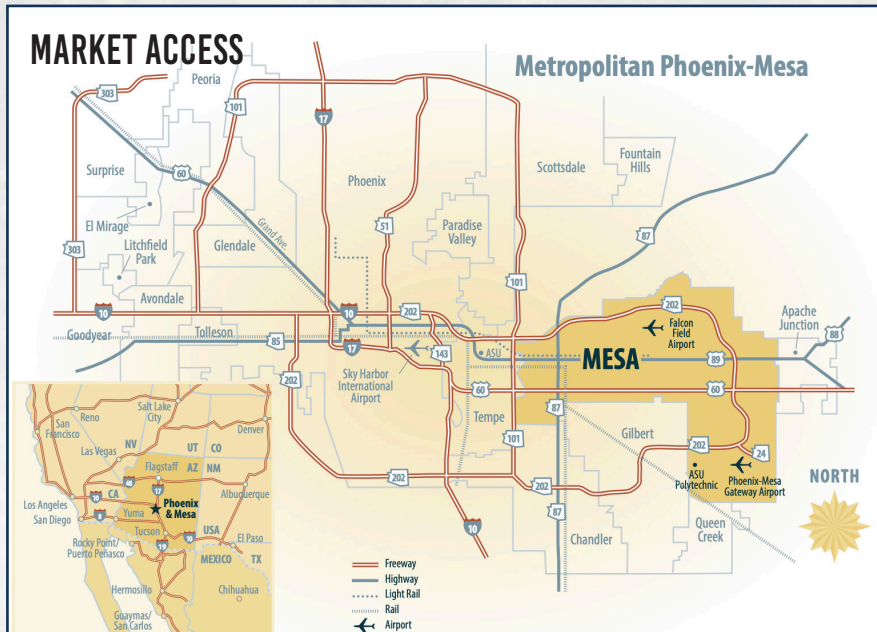 MARKET ACCESS
Metropolitan Phoenix-Mesa
Peoria
303
101
17
Surprise
60
Phoenix
Scottsdale
Fountain
Hills
El Mirage
51
Paradise
Valley
87
Grand Ave.
Litchfield
Park
Glendale
303
101
Avondale
202
10
10
202
Falcon
Field
Airport
Apache
Junction
88
Goodyear
Tolleson
85
17
143
ASU
MESA
89
Sky Harbor
International
Airport
202
60
60
87
Tempe
Gilbert
101
202
24
202
202
ASU
Polytechnic
Phoenix-Mesa
Gateway Airport
NORTH
87
10
Chandler
Queen
Creek
Salt Lake
City
Reno
San
Francisco
Denver
NV
UT
CO
Las Vegas
AZ
NM
Flagstaff
40
17
CA
10
Los Angeles
Albuquerque
Phoenix
& Mesa
San Diego
8
Yuma
Tucson
USA
10
El Paso
Rocky Point/
Puerto Peñasco
19
MEXICO
TX
Hermosillo
Chihuahua
Guaymas/
San Carlos
Freeway
Highway
Light Rail
Rail
Airport